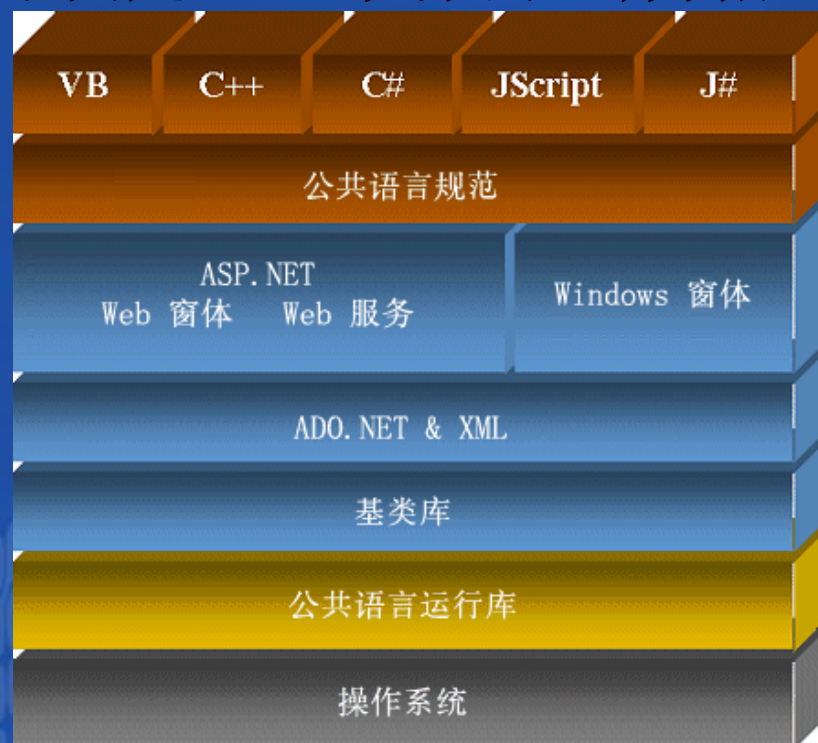 VB C++ C# JScript J#
公共语言规范
ASP.NET
Web 窗体 Web 服务
Windows 窗体
ADO.NET & XML
基类库
公共语言运行库
操作系统